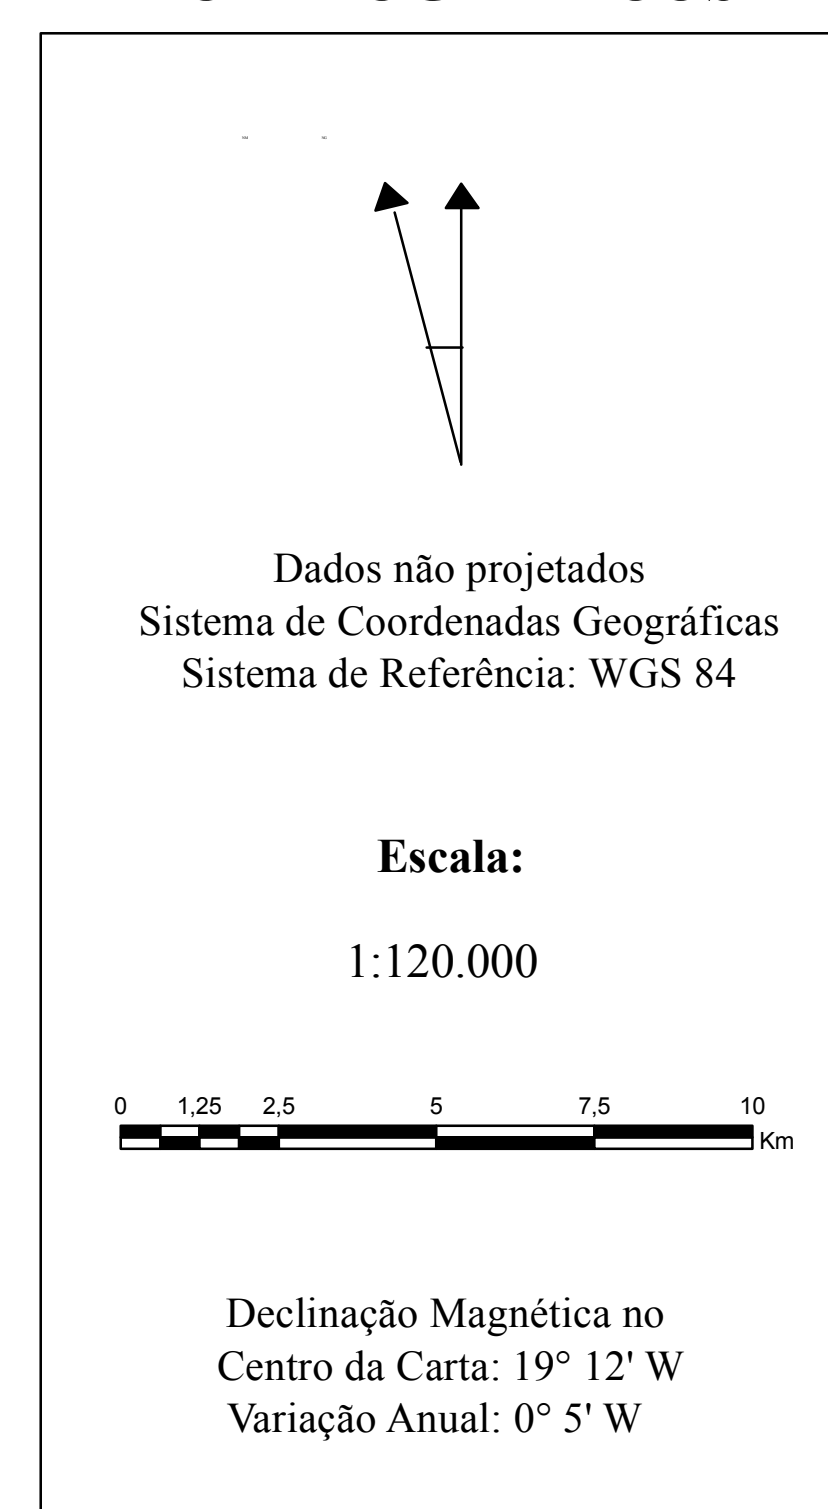 Dados não projetados
Sistema de Coordenadas Geográficas
Sistema de Referência: WGS 84
Escala:
1:120.000
0 1,25 2,5 5 7,5 10
Km
Declinação Magnética no
Centro da Carta: 19° 12' W
Variação Anual: 0° 5' W